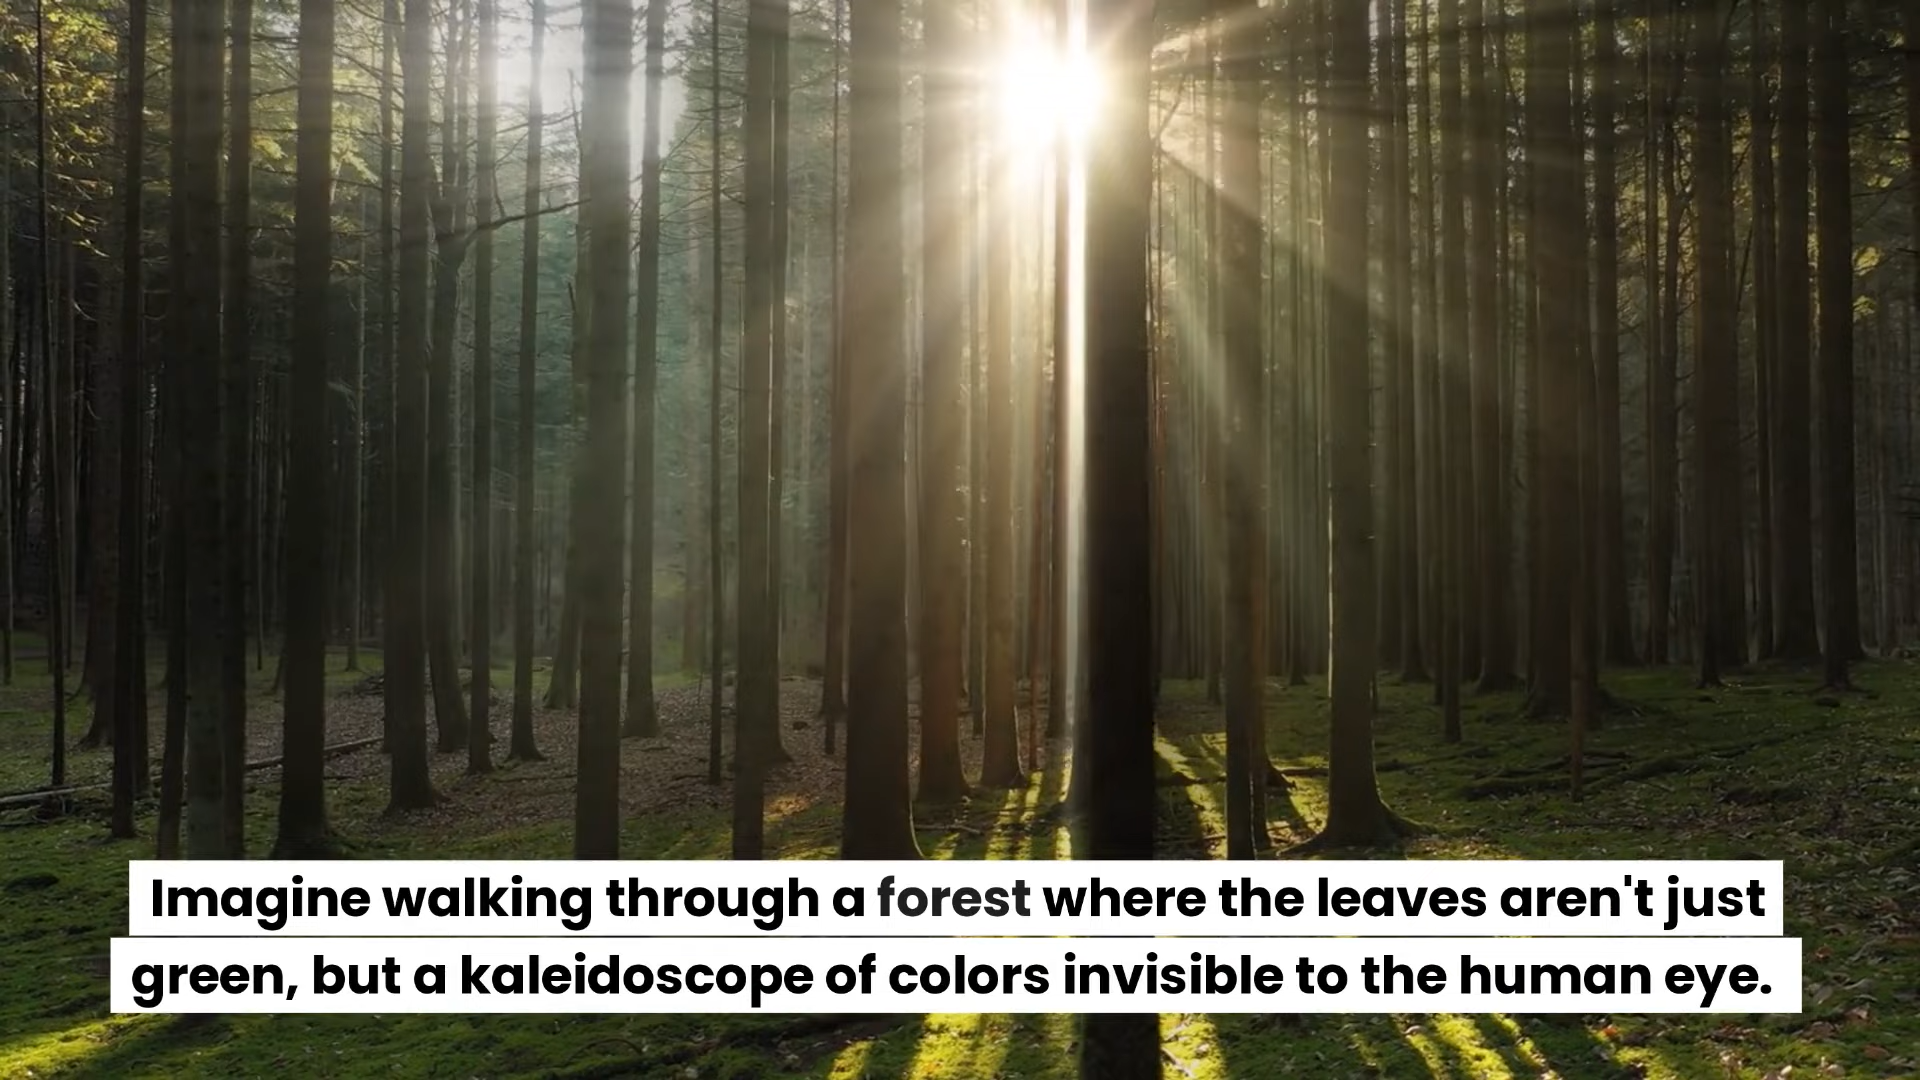 Imagine walking through a forest where the leaves aren't just
green, but a kaleidoscope of colors invisible to the human eye.